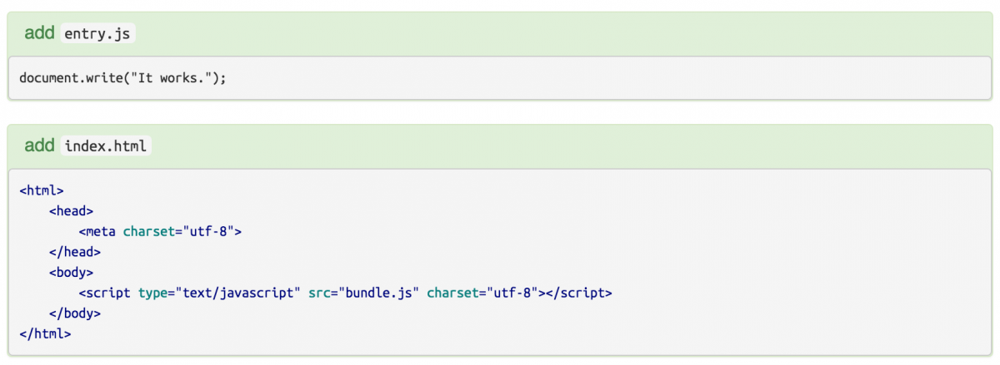 add entry.js
document.write("It works.");
add index.html
<html>
    <head>
        <meta charset="utf-8">
    </head>
    <body>
        <script type="text/javascript" src="bundle.js" charset="utf-8"></script>
    </body>
</html>